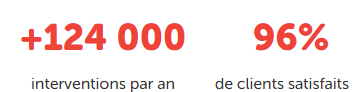 +124 000 96%
interventions par an de clients satisfaits